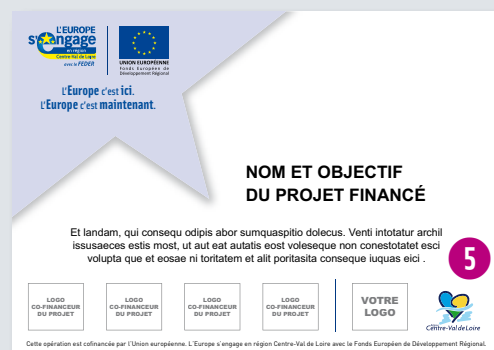 L'EUROPE
s'engage
en région
Centre-Val de Loire
avec le FEDER
UNION EUROPÉENNE
Fonds Européen de
Développement Régional
L'Europe c'est ici.
L'Europe c'est maintenant.
NOM ET OBJECTIF
DU PROJET FINANCÉ
Et landam, qui consequ odipis abor sumquaspitio dolecus. Venti intotatur archil
issusaeces estis most, ut aut eat autatis eost voleseque non conestotatet esci
volupta que et eosae ni toritatem et alit poritasita conseque iuquas eici .
5
LOGO
CO-FINANCEUR
DU PROJET
LOGO
CO-FINANCEUR
DU PROJET
LOGO
CO-FINANCEUR
DU PROJET
LOGO
CO-FINANCEUR
DU PROJET
VOTRE
LOGO
Centre-Val de Loire
Cette opération est cofinancée par l'Union européenne. L'Europe s'engage en région Centre-Val de Loire avec le Fonds Européen de Développement Régional.